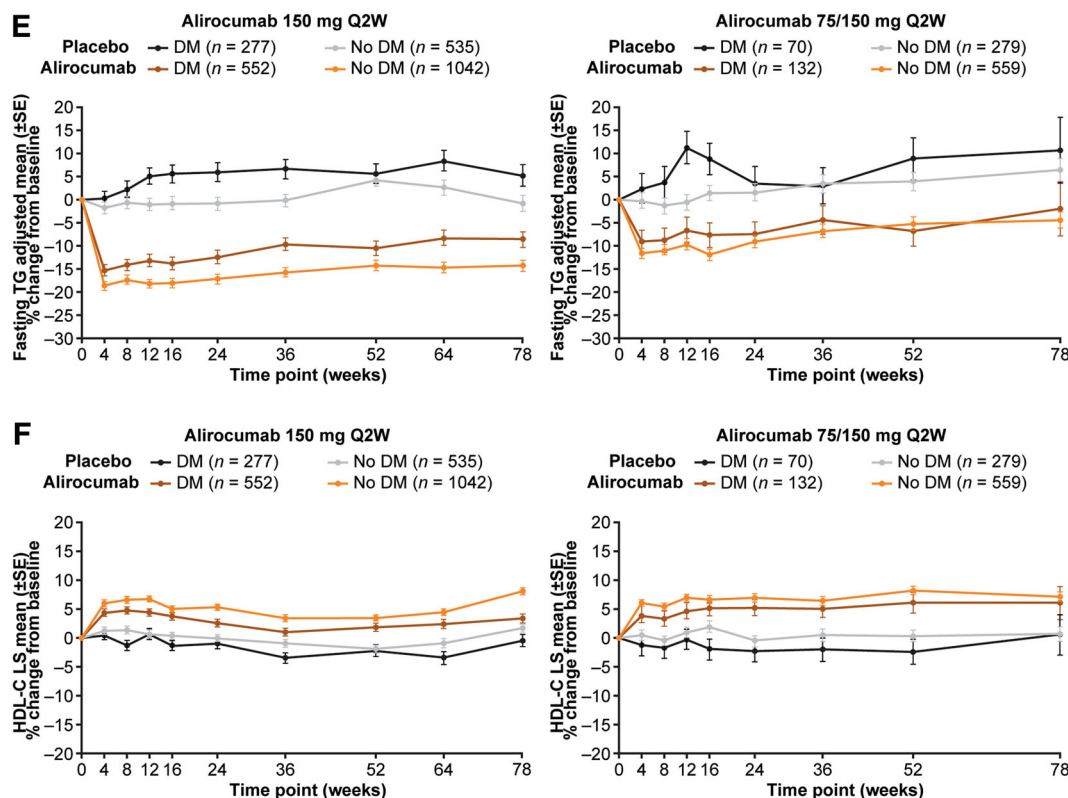 E
Alirocumab 150 mg Q2W
Placebo DM (n = 277) No DM (n = 535)
Alirocumab DM (n = 552) No DM (n = 1042)
Fasting TG adjusted mean (±SE)
% change from baseline
20
15
10
5
0
–5
–10
–15
–20
–25
–30
0 4 8 12 16 24 36 52 64 78
Time point (weeks)
Alirocumab 75/150 mg Q2W
Placebo DM (n = 70) No DM (n = 279)
Alirocumab DM (n = 132) No DM (n = 559)
Fasting TG adjusted mean (±SE)
% change from baseline
20
15
10
5
0
–5
–10
–15
–20
–25
–30
0 4 8 12 16 24 36 52 78
Time point (weeks)
F
Alirocumab 150 mg Q2W
Placebo DM (n = 277) No DM (n = 535)
Alirocumab DM (n = 552) No DM (n = 1042)
HDL-C LS mean (±SE)
% change from baseline
20
15
10
5
0
–5
–10
–15
–20
0 4 8 12 16 24 36 52 64 78
Time point (weeks)
Alirocumab 75/150 mg Q2W
Placebo DM (n = 70) No DM (n = 279)
Alirocumab DM (n = 132) No DM (n = 559)
HDL-C LS mean (±SE)
% change from baseline
20
15
10
5
0
–5
–10
–15
–20
0 4 8 12 16 24 36 52 78
Time point (weeks)